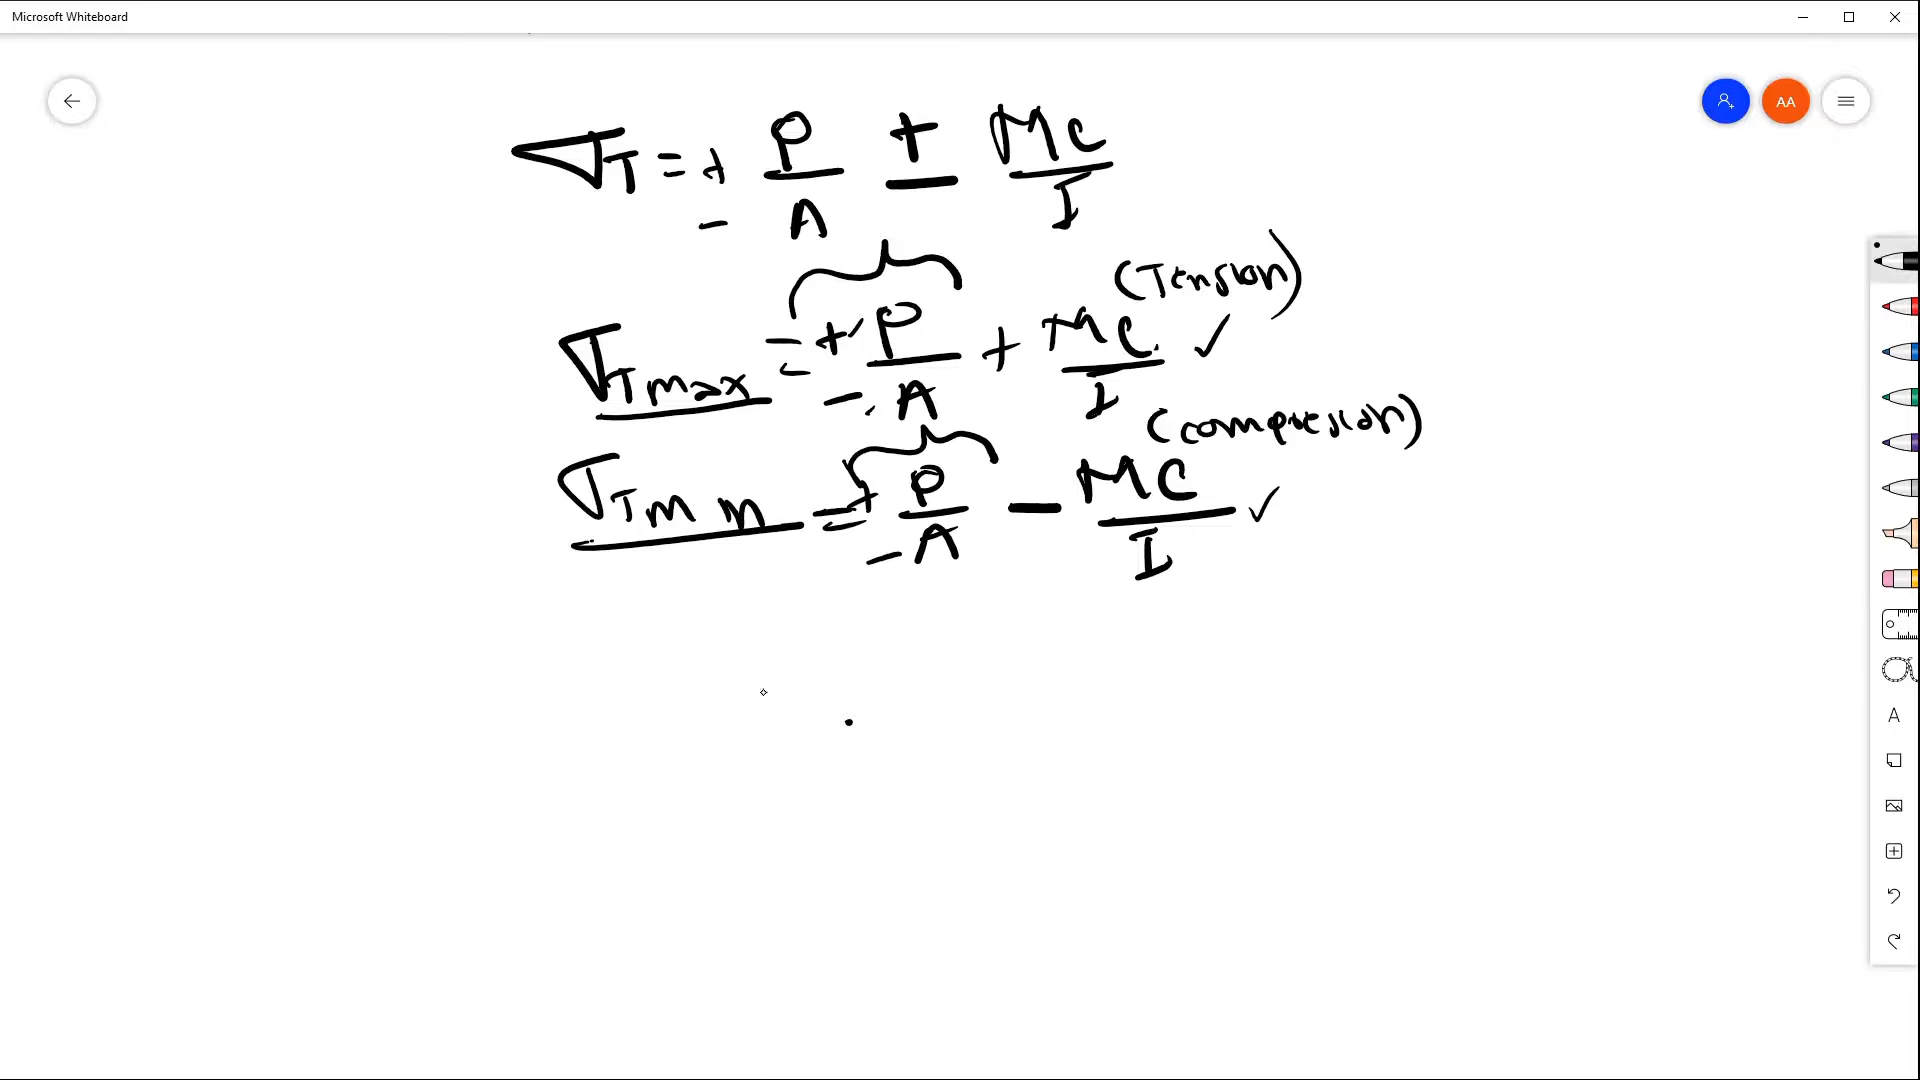 Microsoft Whiteboard
AA
σT = ± P/A ± MC/I
(Tension)
σTmax = ± P/A + MC/I ✓
(compression)
σTmin = ± P/A − MC/I ✓
A